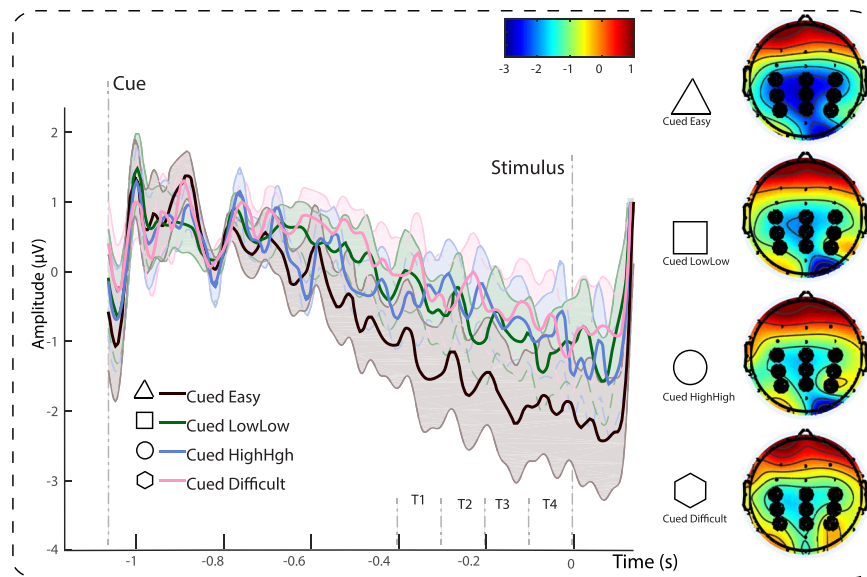 -3 -2 -1 0 1
Cue
Stimulus
2
1
0
-1
-2
-3
-4
Amplitude (µV)
Cued Easy
Cued LowLow
Cued HighHgh
Cued Difficult
T1 T2 T3 T4
-1 -0.8 -0.6 -0.4 -0.2 0
Time (s)
Cued Easy
Cued LowLow
Cued HighHigh
Cued Difficult